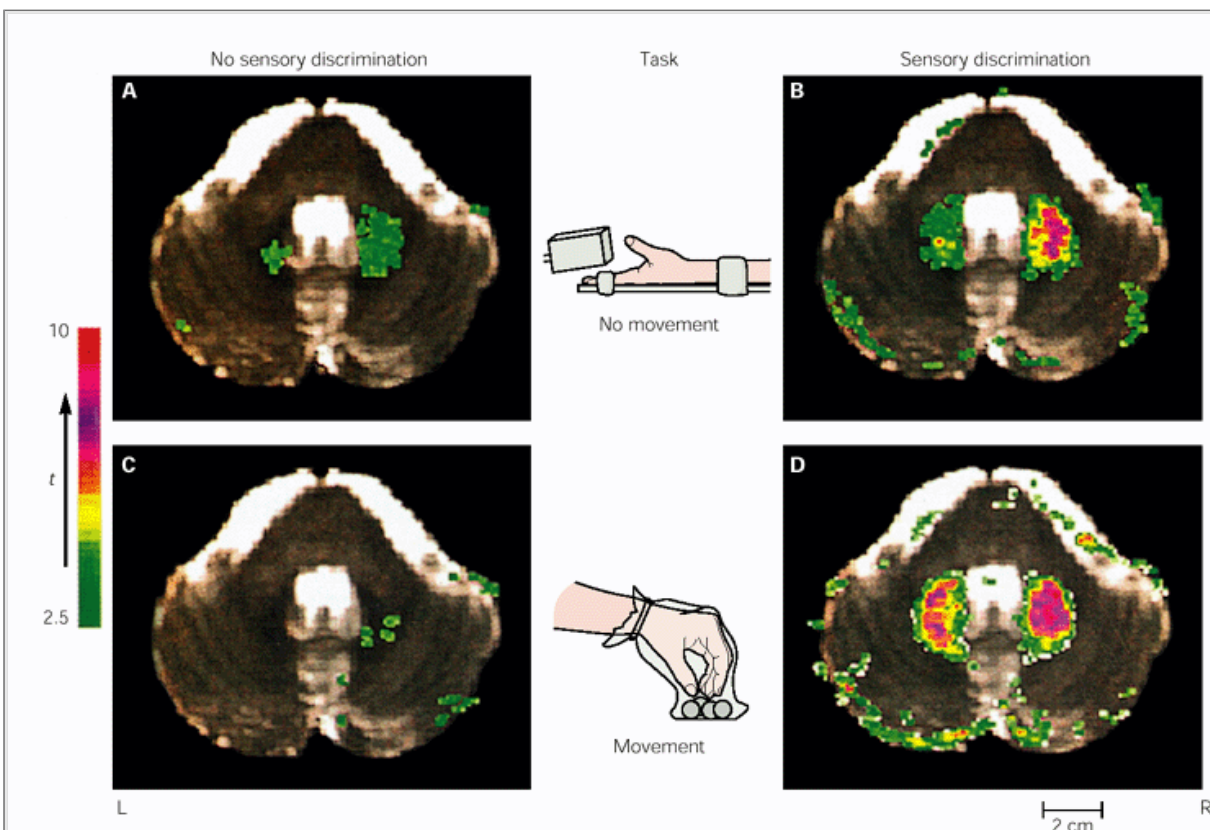 No sensory discrimination
Task
Sensory discrimination
A
B
No movement
10
t
2.5
C
D
Movement
L
R
2 cm